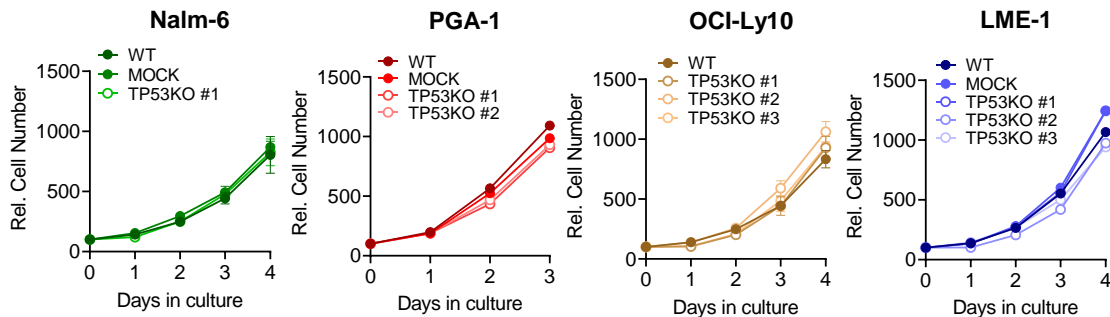 Nalm-6
WT
MOCK
TP53KO #1
Rel. Cell Number
1500
1000
500
0
0 1 2 3 4
Days in culture
PGA-1
WT
MOCK
TP53KO #1
TP53KO #2
Rel. Cell Number
1500
1000
500
0
0 1 2 3
Days in culture
OCI-Ly10
WT
TP53KO #1
TP53KO #2
TP53KO #3
Rel. Cell Number
1500
1000
500
0
0 1 2 3 4
Days in culture
LME-1
WT
MOCK
TP53KO #1
TP53KO #2
TP53KO #3
Rel. Cell Number
1500
1000
500
0
0 1 2 3 4
Days in culture